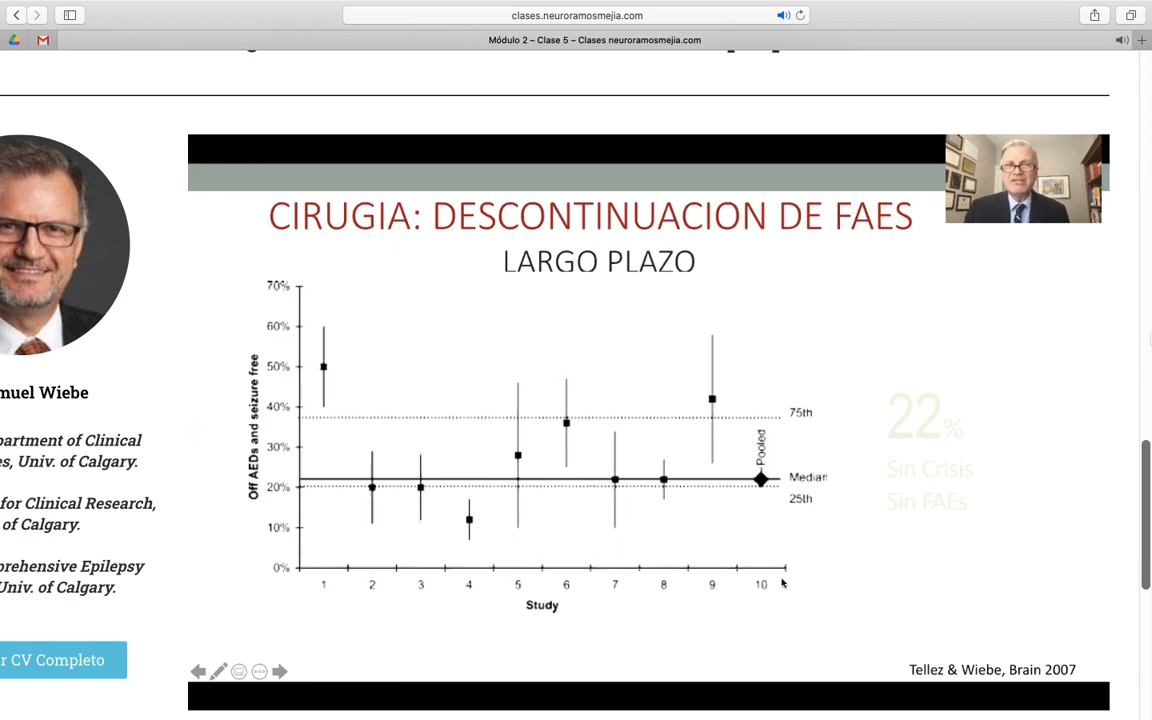 clases.neuroramosmejia.com
Módulo 2 – Clase 5 – Clases neuroramosmejia.com
CIRUGIA: DESCONTINUACION DE FAES
LARGO PLAZO
70%
60%
50%
40%
30%
20%
10%
0%
Off AEDs and seizure free
75th
Pooled
Median
25th
1 2 3 4 5 6 7 8 9 10
Study
22%
Sin Crisis
Sin FAEs
Tellez & Wiebe, Brain 2007
muel Wiebe
partment of Clinical
es, Univ. of Calgary.
for Clinical Research,
of Calgary.
prehensive Epilepsy
Univ. of Calgary.
r CV Completo